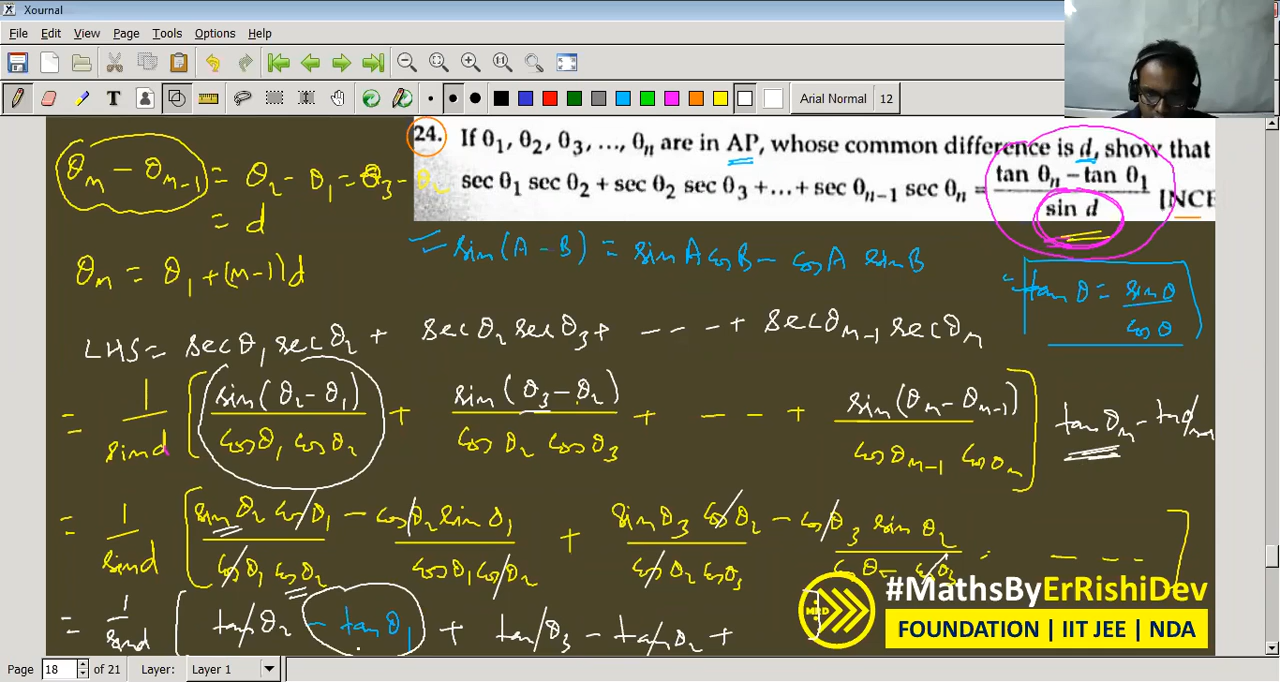 Xournal
File Edit View Page Tools Options Help
Arial Normal 12
24. If θ₁, θ₂, θ₃, ..., θₙ are in AP, whose common difference is d, show that
sec θ₁ sec θ₂ + sec θ₂ sec θ₃ +...+ sec θₙ₋₁ sec θₙ = (tan θₙ – tan θ₁)/(sin d) [NCE
θₙ − θₙ₋₁ = θ₂ − θ₁ = θ₃ − θ₂
= d
θₙ = θ₁ + (n−1)d
sin(A − B) = sinA cosB − cosA sinB
tan θ = sinθ/cosθ
LHS = secθ₁ secθ₂ + secθ₂ secθ₃ + ---- + secθₙ₋₁ secθₙ
= 1/sind [ sin(θ₂ − θ₁)/cosθ₁ cosθ₂ + sin(θ₃ − θ₂)/cosθ₂ cosθ₃ + --- + sin(θₙ − θₙ₋₁)/cosθₙ₋₁ cosθₙ ] tanθₙ − tanθₙ₋₁
= 1/sind [ sinθ₂ cosθ₁/cosθ₁ cosθ₂ − cosθ₂ sinθ₁/cosθ₁ cosθ₂ + sinθ₃ cosθ₂/cosθ₂ cosθ₃ − cosθ₃ sinθ₂ ---- ]
= 1/sind [ tanθ₂ − tanθ₁ + tanθ₃ − tanθ₂ +
MRD
#MathsByErRishiDev
FOUNDATION | IIT JEE | NDA
Page 18 of 21 Layer: Layer 1